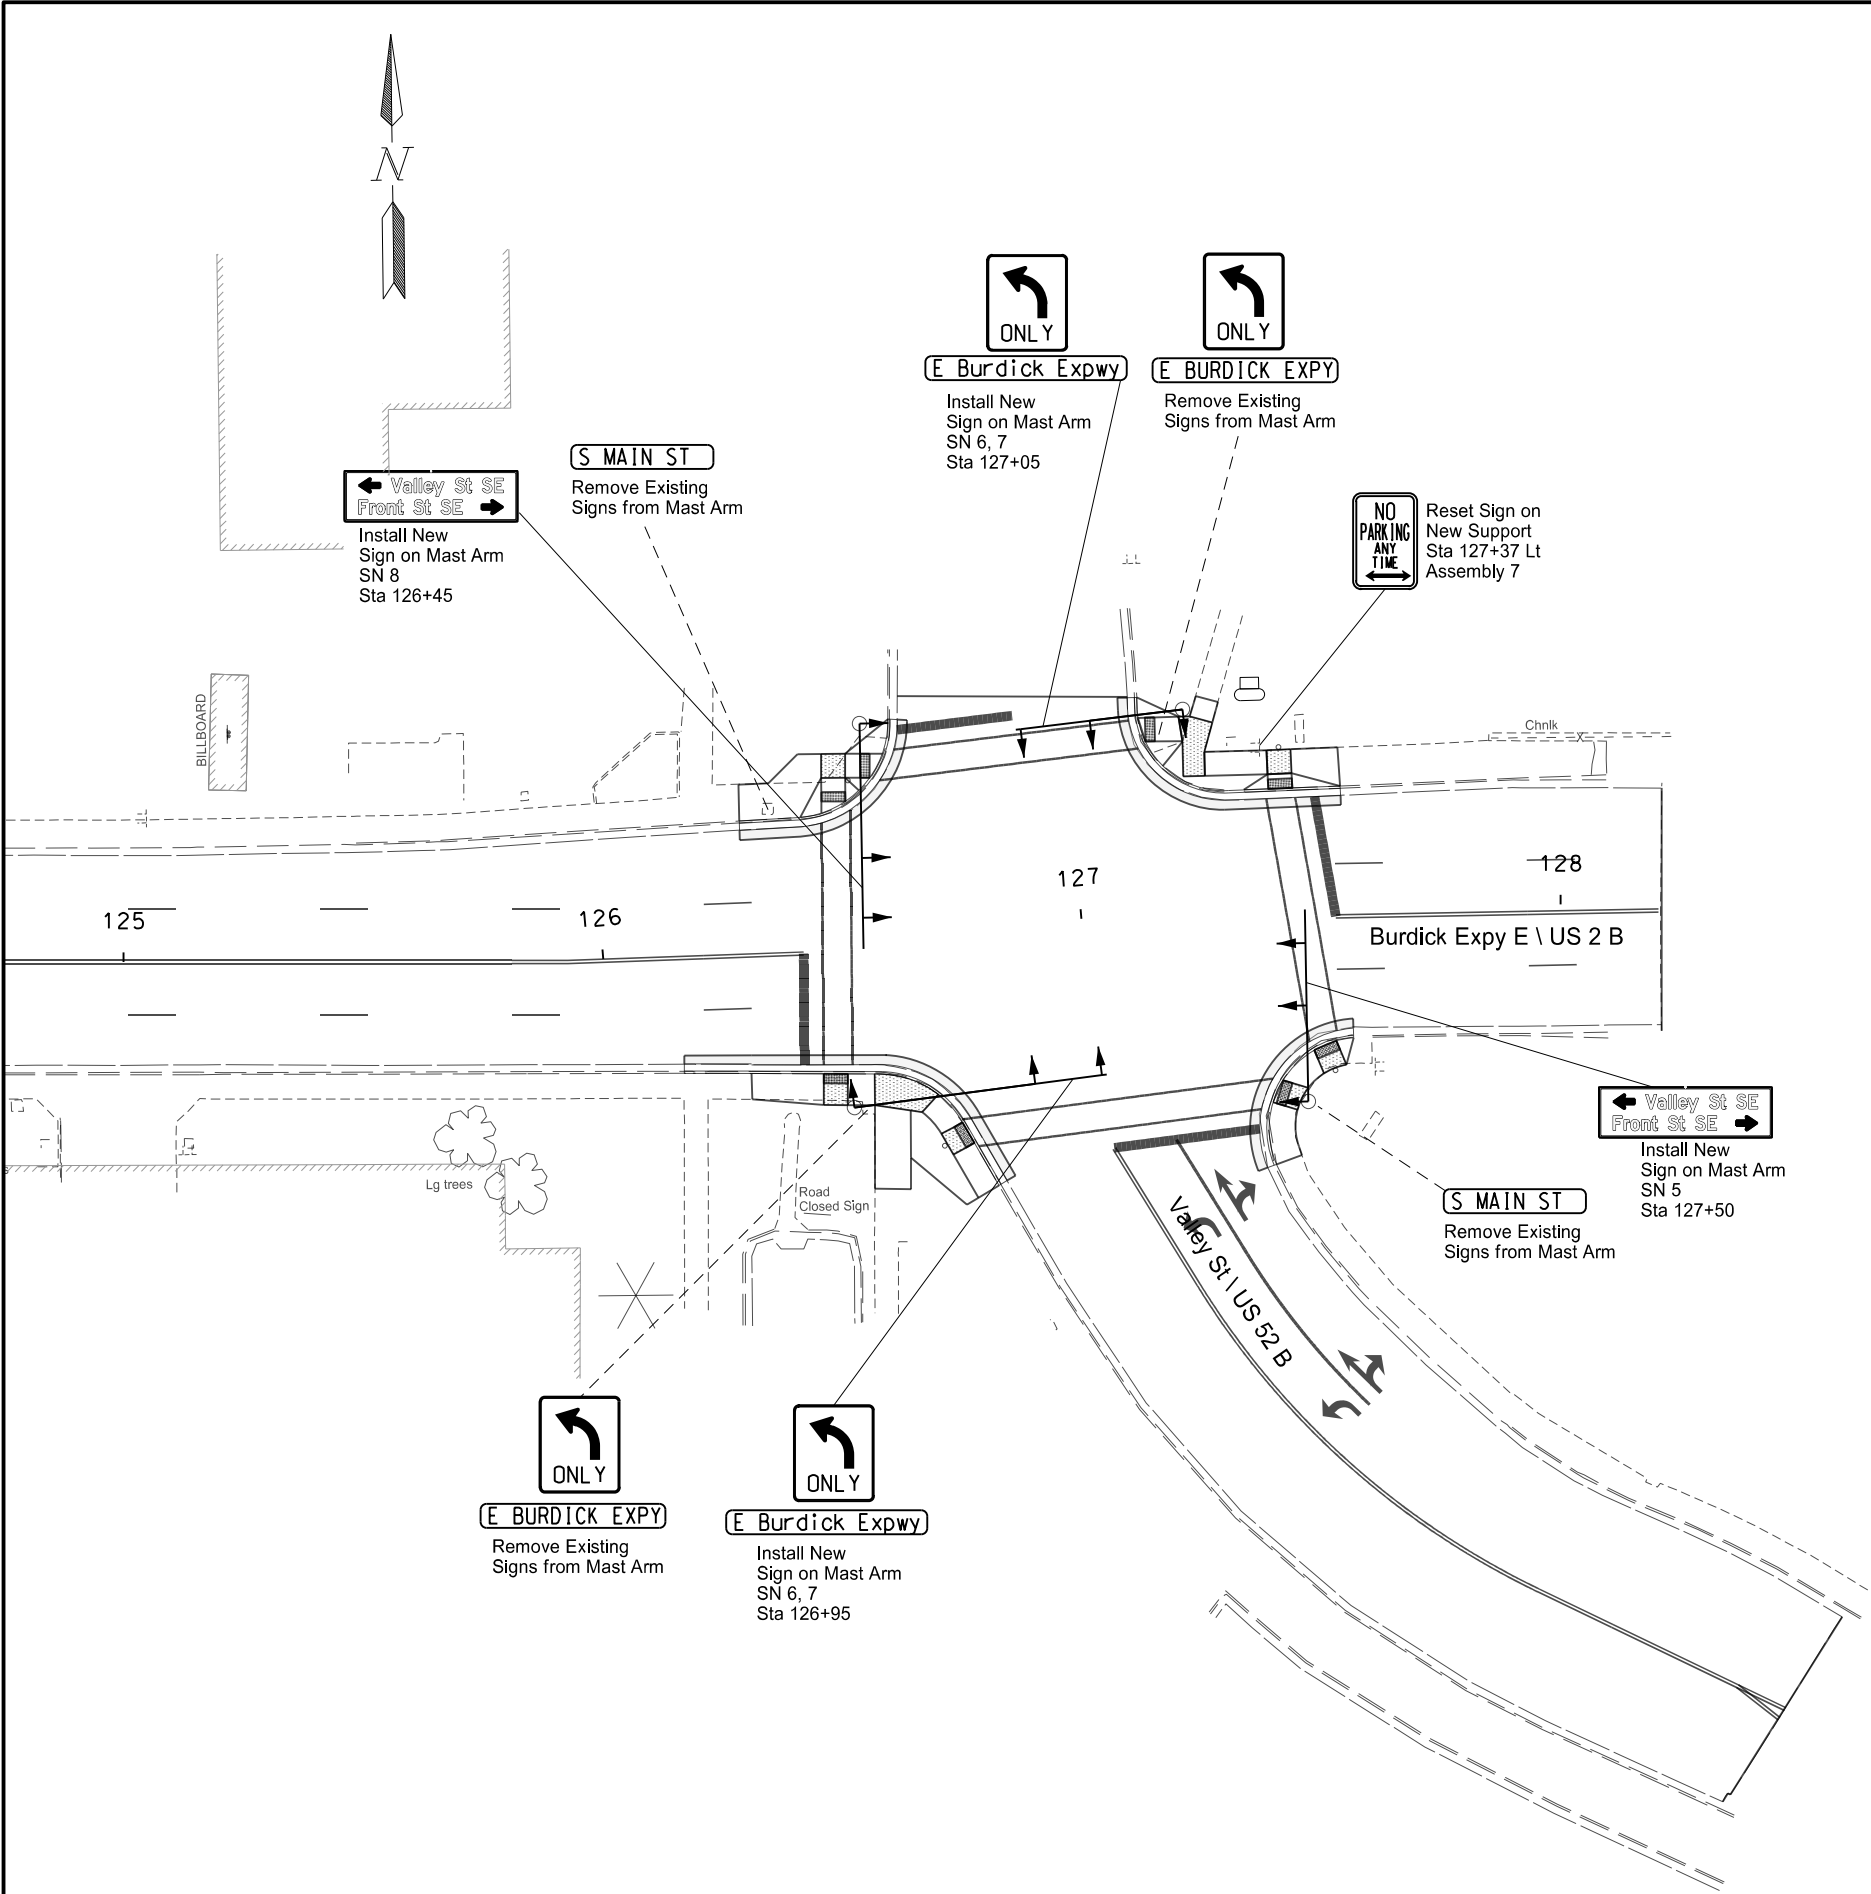 N
ONLY
E Burdick Expwy
Install New
Sign on Mast Arm
SN 6, 7
Sta 127+05
ONLY
E BURDICK EXPY
Remove Existing
Signs from Mast Arm
S MAIN ST
Remove Existing
Signs from Mast Arm
Valley St SE
Front St SE
Install New
Sign on Mast Arm
SN 8
Sta 126+45
NO
PARKING
ANY
TIME
Reset Sign on
New Support
Sta 127+37 Lt
Assembly 7
BILLBOARD
Chnlk
X
125
126
127
128
Burdick Expy E \ US 2 B
Lg trees
Road
Closed Sign
Valley St \ US 52 B
Valley St SE
Front St SE
Install New
Sign on Mast Arm
SN 5
Sta 127+50
S MAIN ST
Remove Existing
Signs from Mast Arm
ONLY
E BURDICK EXPY
Remove Existing
Signs from Mast Arm
ONLY
E Burdick Expwy
Install New
Sign on Mast Arm
SN 6, 7
Sta 126+95